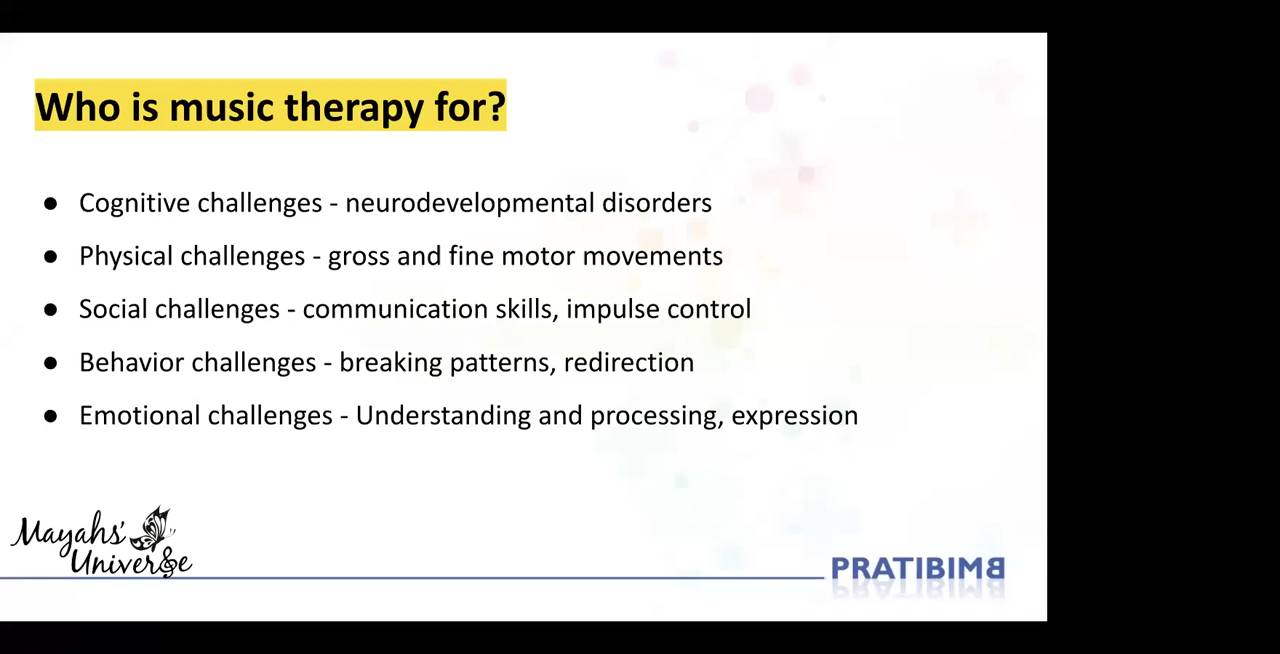 Who is music therapy for?
● Cognitive challenges - neurodevelopmental disorders
● Physical challenges - gross and fine motor movements
● Social challenges - communication skills, impulse control
● Behavior challenges - breaking patterns, redirection
● Emotional challenges - Understanding and processing, expression
Mayahs'
Universe
PRATIBIMB